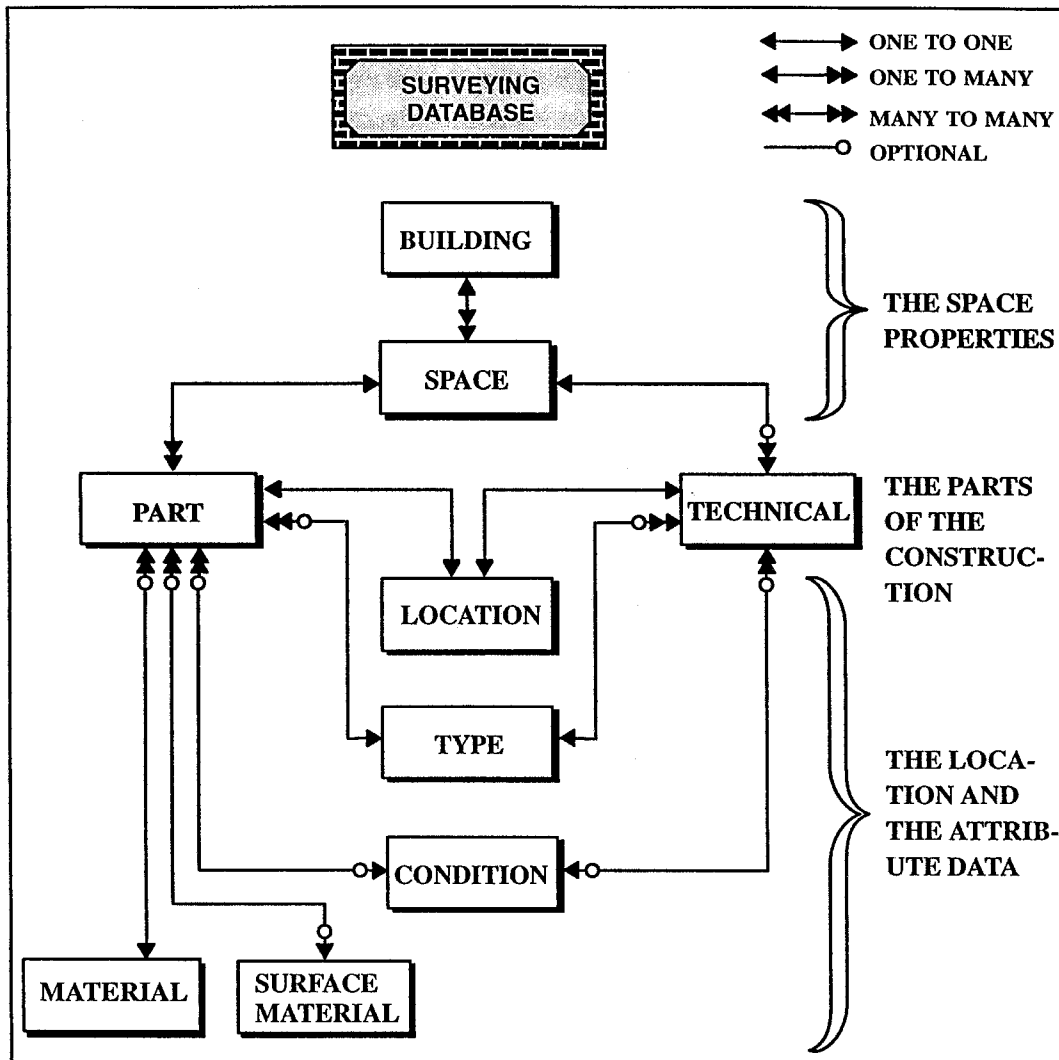 SURVEYING
DATABASE
ONE TO ONE
ONE TO MANY
MANY TO MANY
OPTIONAL
BUILDING
SPACE
THE SPACE
PROPERTIES
PART
TECHNICAL
THE PARTS
OF THE
CONSTRUC-
TION
LOCATION
TYPE
CONDITION
THE LOCA-
TION AND
THE ATTRIB-
UTE DATA
MATERIAL
SURFACE
MATERIAL